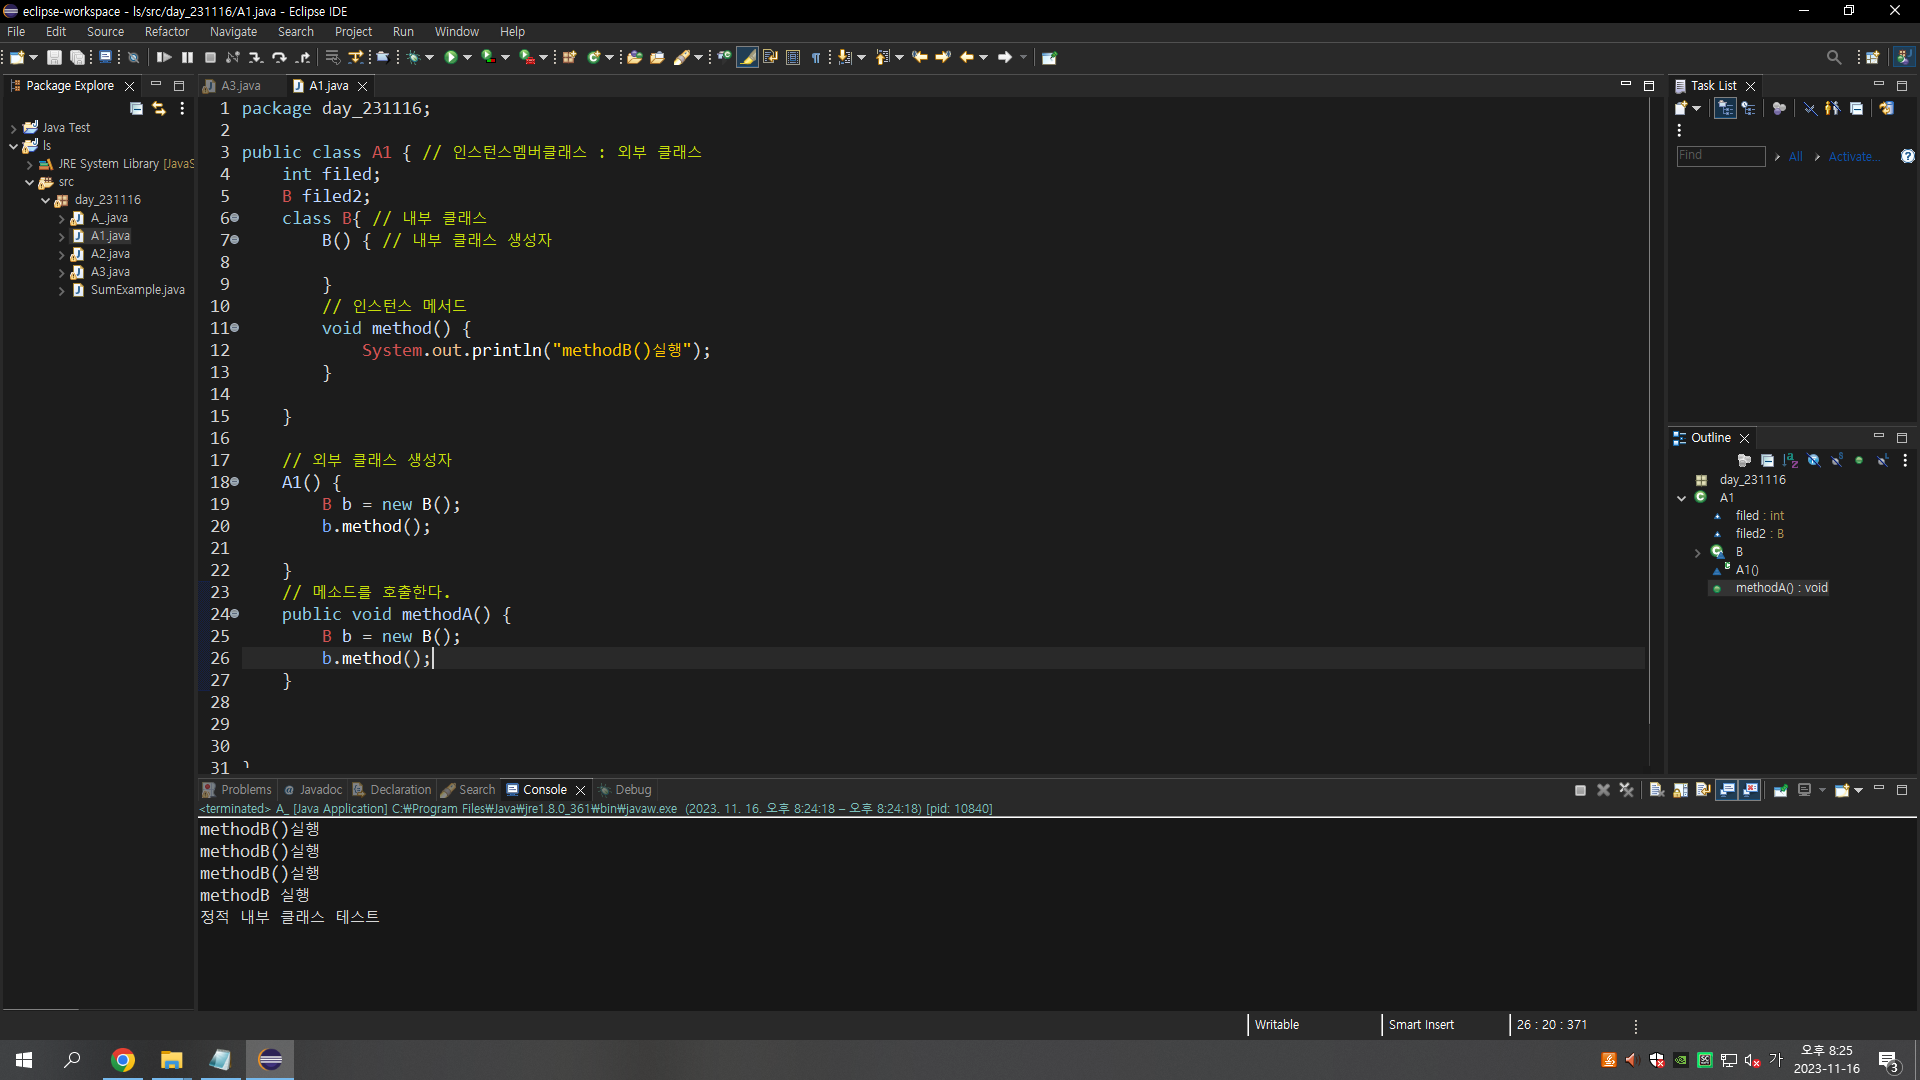 eclipse-workspace - ls/src/day_231116/A1.java - Eclipse IDE
File Edit Source Refactor Navigate Search Project Run Window Help
Package Explore
Java Test
ls
JRE System Library [JavaS
src
day_231116
A_.java
A1.java
A2.java
A3.java
SumExample.java
A3.java A1.java
1 package day_231116;
2
3 public class A1 { // 인스턴스멤버클래스 : 외부 클래스
4 int filed;
5 B filed2;
6 class B{ // 내부 클래스
7 B() { // 내부 클래스 생성자
8
9 }
10 // 인스턴스 메서드
11 void method() {
12 System.out.println("methodB()실행");
13 }
14
15 }
16
17 // 외부 클래스 생성자
18 A1() {
19 B b = new B();
20 b.method();
21
22 }
23 // 메소드를 호출한다.
24 public void methodA() {
25 B b = new B();
26 b.method();
27 }
28
29
30
31 }
Task List
Find All Activate...
Outline
day_231116
A1
filed : int
filed2 : B
B
A1()
methodA() : void
Problems Javadoc Declaration Search Console Debug
<terminated> A_ [Java Application] C:₩Program Files₩Java₩jre1.8.0_361₩bin₩javaw.exe (2023. 11. 16. 오후 8:24:18 – 오후 8:24:18) [pid: 10840]
methodB()실행
methodB()실행
methodB()실행
methodB 실행
정적 내부 클래스 테스트
Writable Smart Insert 26 : 20 : 371
가
오후 8:25
2023-11-16
3